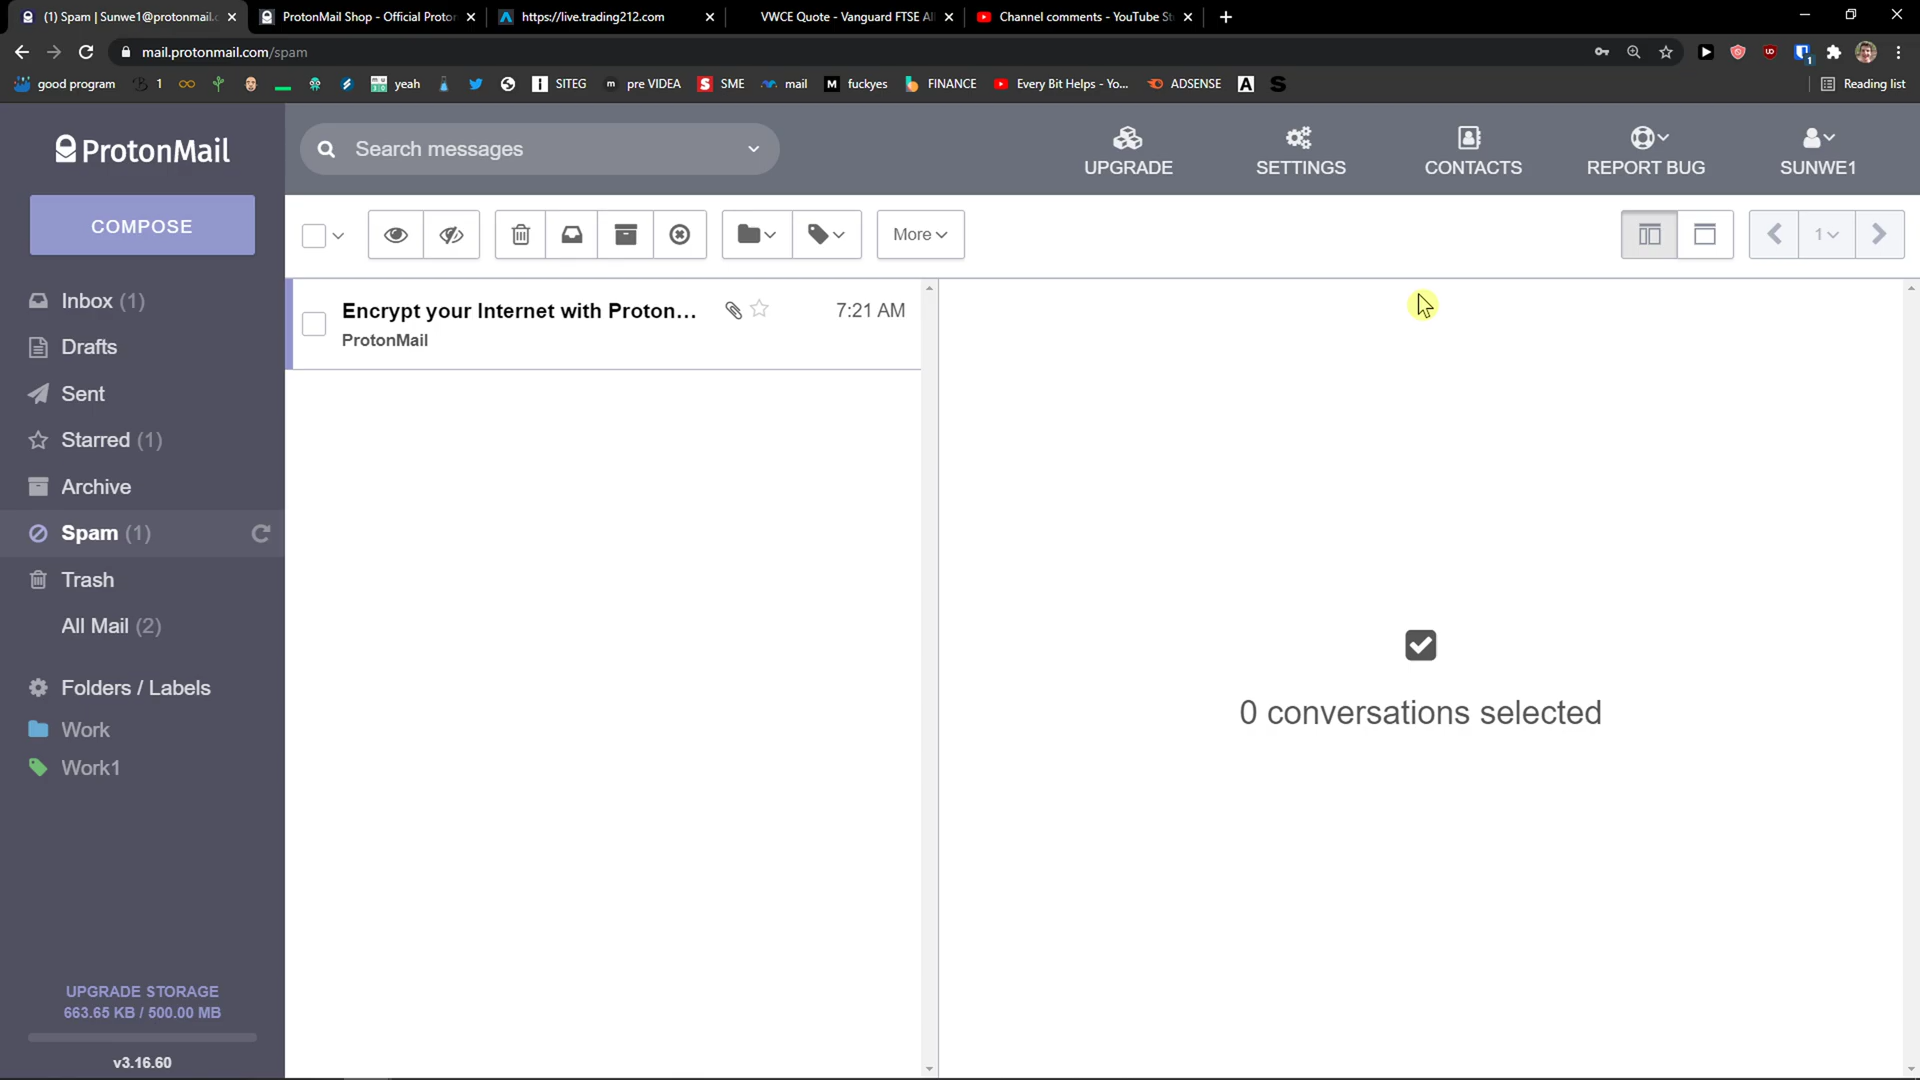 (1) Spam | Sunwe1@protonmail.c
ProtonMail Shop - Official Proton
https://live.trading212.com
VWCE Quote - Vanguard FTSE All
Channel comments - YouTube St
mail.protonmail.com/spam
good program
1
yeah
SITEG
pre VIDEA
SME
mail
fuckyes
FINANCE
Every Bit Helps - Yo...
ADSENSE
Reading list
ProtonMail
Search messages
UPGRADE
SETTINGS
CONTACTS
REPORT BUG
SUNWE1
COMPOSE
More
1
Inbox (1)
Drafts
Sent
Starred (1)
Archive
Spam (1)
Trash
All Mail (2)
Folders / Labels
Work
Work1
UPGRADE STORAGE
663.65 KB / 500.00 MB
v3.16.60
Encrypt your Internet with Proton...
7:21 AM
ProtonMail
0 conversations selected